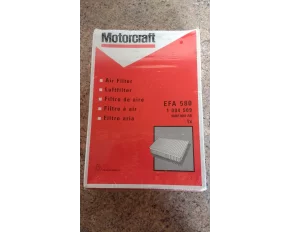 Motorcraft
Air Filter
Luftfilter
Filtro de aire
Filtre à air
Filtro aria
EFA 580